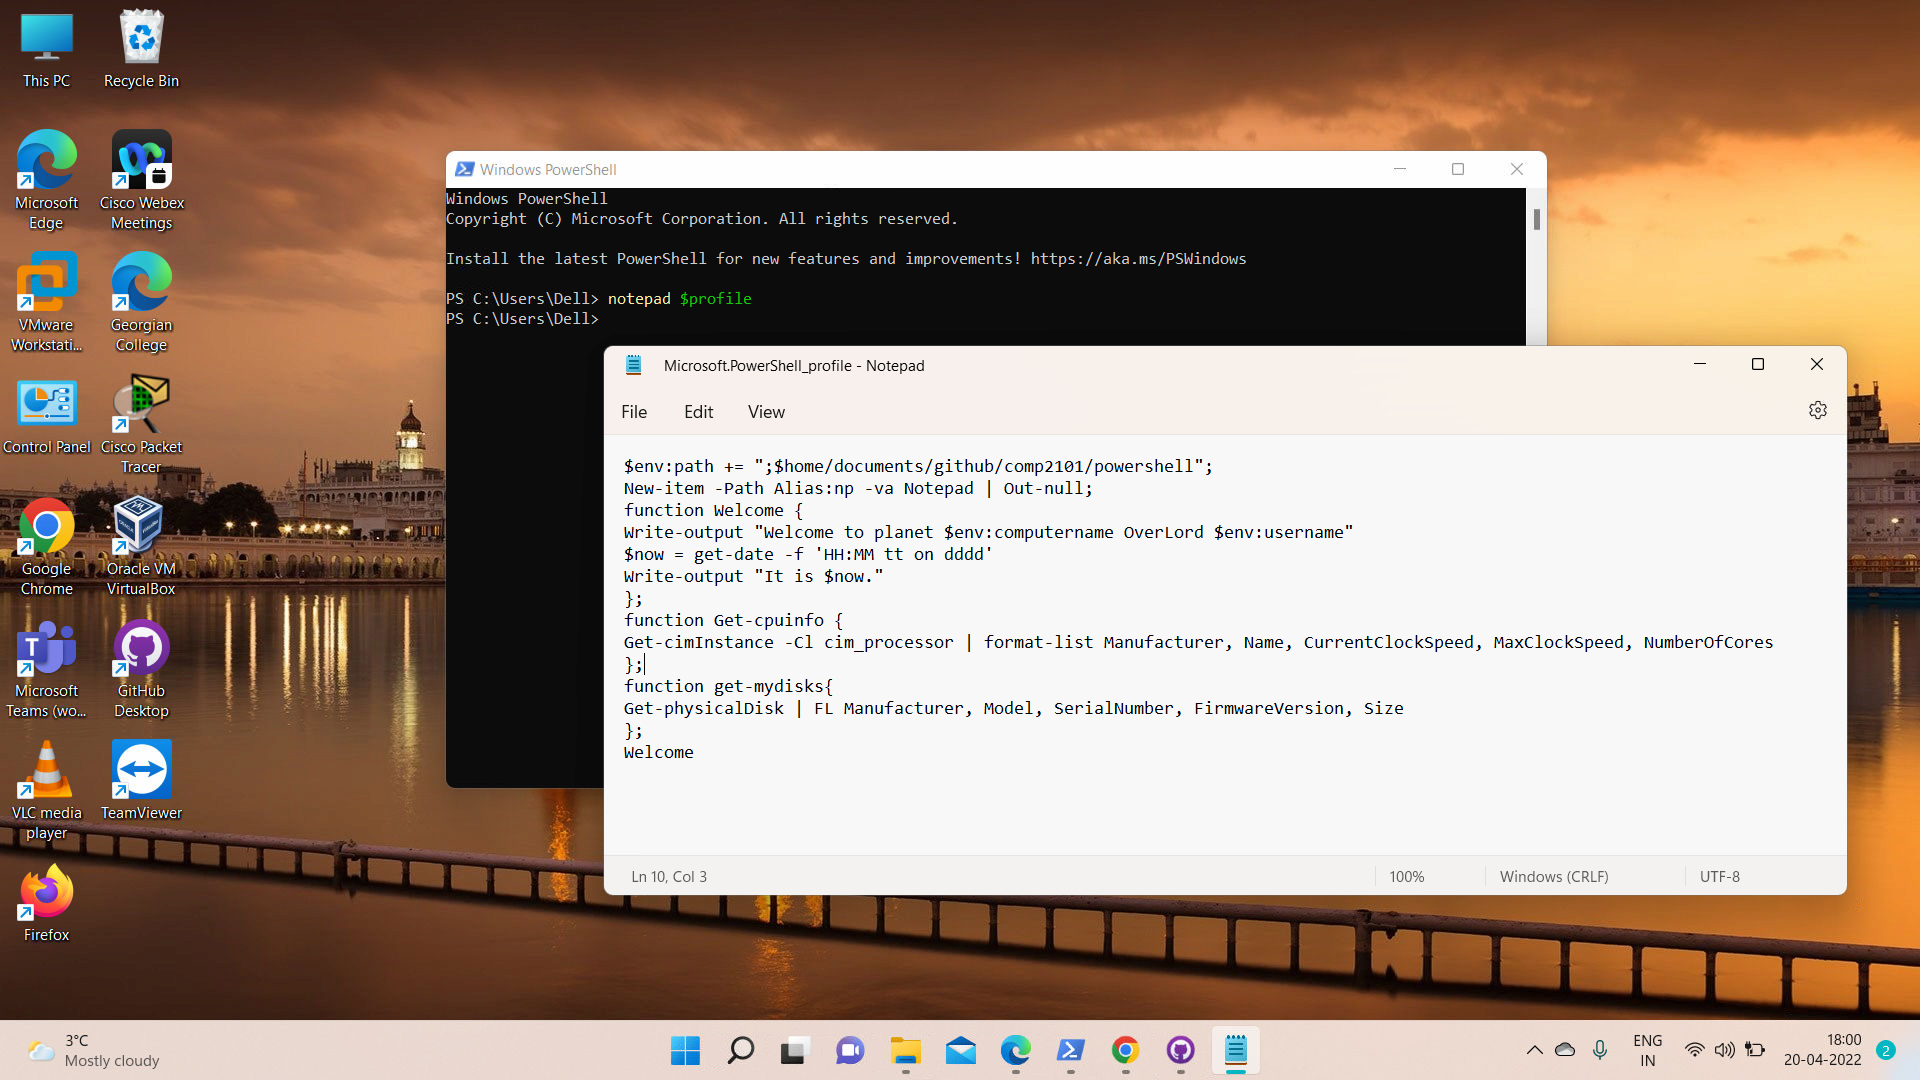 This PC
Recycle Bin
Microsoft Edge
Cisco Webex Meetings
VMware Workstati...
Georgian College
Control Panel
Cisco Packet Tracer
Google Chrome
Oracle VM VirtualBox
Microsoft Teams (wo...
GitHub Desktop
VLC media player
TeamViewer
Firefox
Windows PowerShell
Windows PowerShell
Copyright (C) Microsoft Corporation. All rights reserved.
Install the latest PowerShell for new features and improvements! https://aka.ms/PSWindows
PS C:\Users\Dell> notepad $profile
PS C:\Users\Dell>
Microsoft.PowerShell_profile - Notepad
File Edit View
$env:path += ";$home/documents/github/comp2101/powershell";
New-item -Path Alias:np -va Notepad | Out-null;
function Welcome {
Write-output "Welcome to planet $env:computername OverLord $env:username"
$now = get-date -f 'HH:MM tt on dddd'
Write-output "It is $now."
};
function Get-cpuinfo {
Get-cimInstance -Cl cim_processor | format-list Manufacturer, Name, CurrentClockSpeed, MaxClockSpeed, NumberOfCores
};
function get-mydisks{
Get-physicalDisk | FL Manufacturer, Model, SerialNumber, FirmwareVersion, Size
};
Welcome
Ln 10, Col 3 100% Windows (CRLF) UTF-8
3°C
Mostly cloudy
ENG
IN
18:00
20-04-2022
2